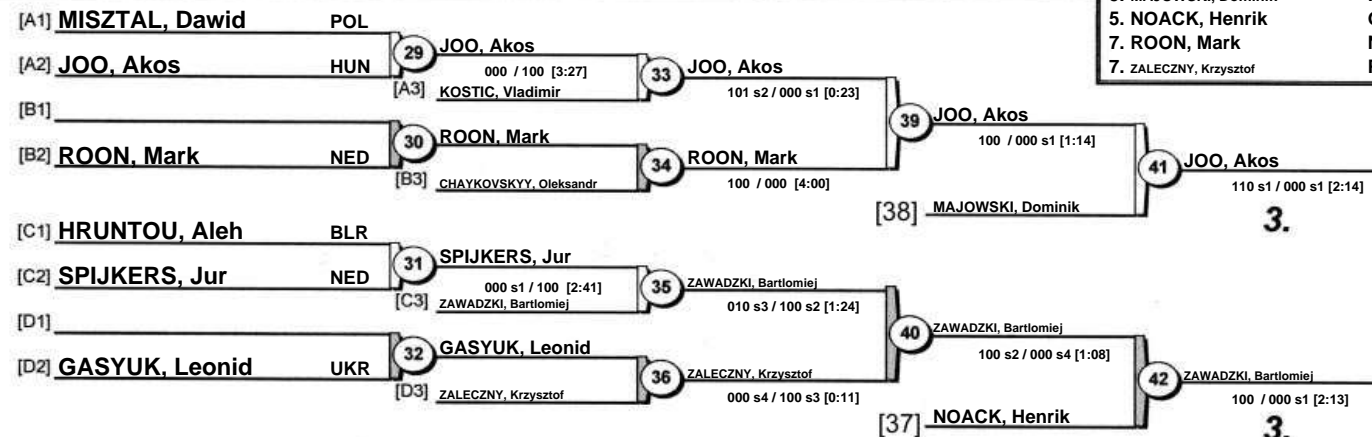 [A1] MISZTAL, Dawid POL
5. NOACK, Henrik
[A2] JOO, Akos HUN
29
JOO, Akos
7. ROON, Mark
000 / 100 [3:27]
33
JOO, Akos
7. ZALECZNY, Krzysztof
[A3] KOSTIC, Vladimir
101 s2 / 000 s1 [0:23]
[B1]
39
JOO, Akos
30
ROON, Mark
100 / 000 s1 [1:14]
[B2] ROON, Mark NED
34
ROON, Mark
41
JOO, Akos
[B3] CHAYKOVSKYY, Oleksandr
100 / 000 [4:00]
110 s1 / 000 s1 [2:14]
[38] MAJOWSKI, Dominik
3.
[C1] HRUNTOU, Aleh BLR
31
SPIJKERS, Jur
[C2] SPIJKERS, Jur NED
000 s1 / 100 [2:41]
35
ZAWADZKI, Bartlomiej
[C3] ZAWADZKI, Bartlomiej
010 s3 / 100 s2 [1:24]
[D1]
40
ZAWADZKI, Bartlomiej
32
GASYUK, Leonid
100 s2 / 000 s4 [1:08]
[D2] GASYUK, Leonid UKR
36
ZALECZNY, Krzysztof
42
ZAWADZKI, Bartlomiej
[D3] ZALECZNY, Krzysztof
000 s4 / 100 s3 [0:11]
100 / 000 s1 [2:13]
[37] NOACK, Henrik
3.